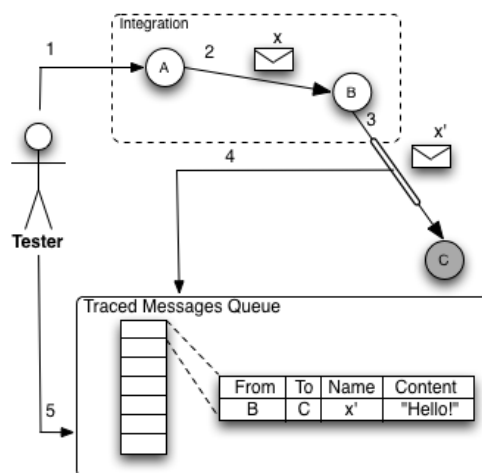 Integration
1
2
x
A
B
3
x'
4
C
Tester
Traced Messages Queue
From To Name Content
B C x' "Hello!"
5